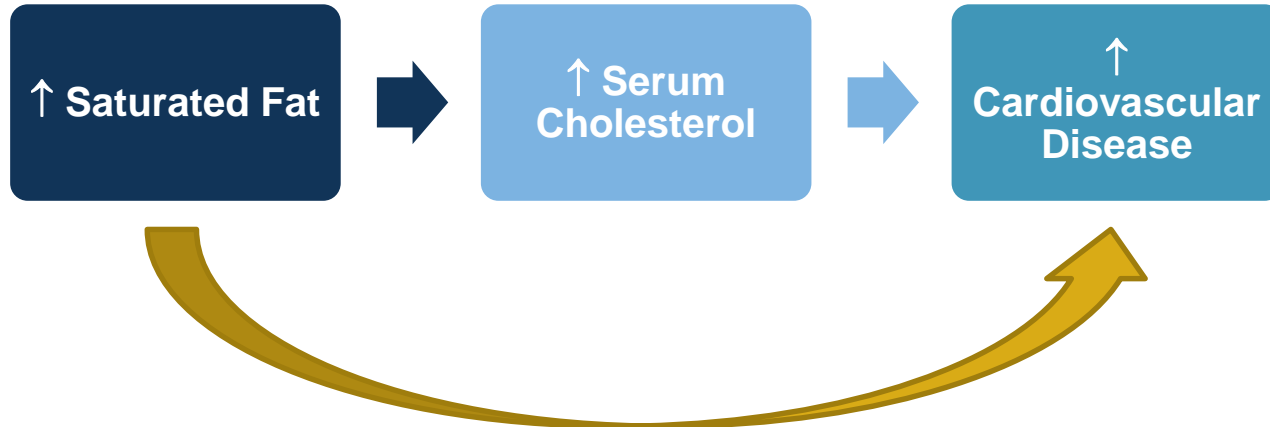 ↑ Saturated Fat
↑ Serum
Cholesterol
↑
Cardiovascular
Disease